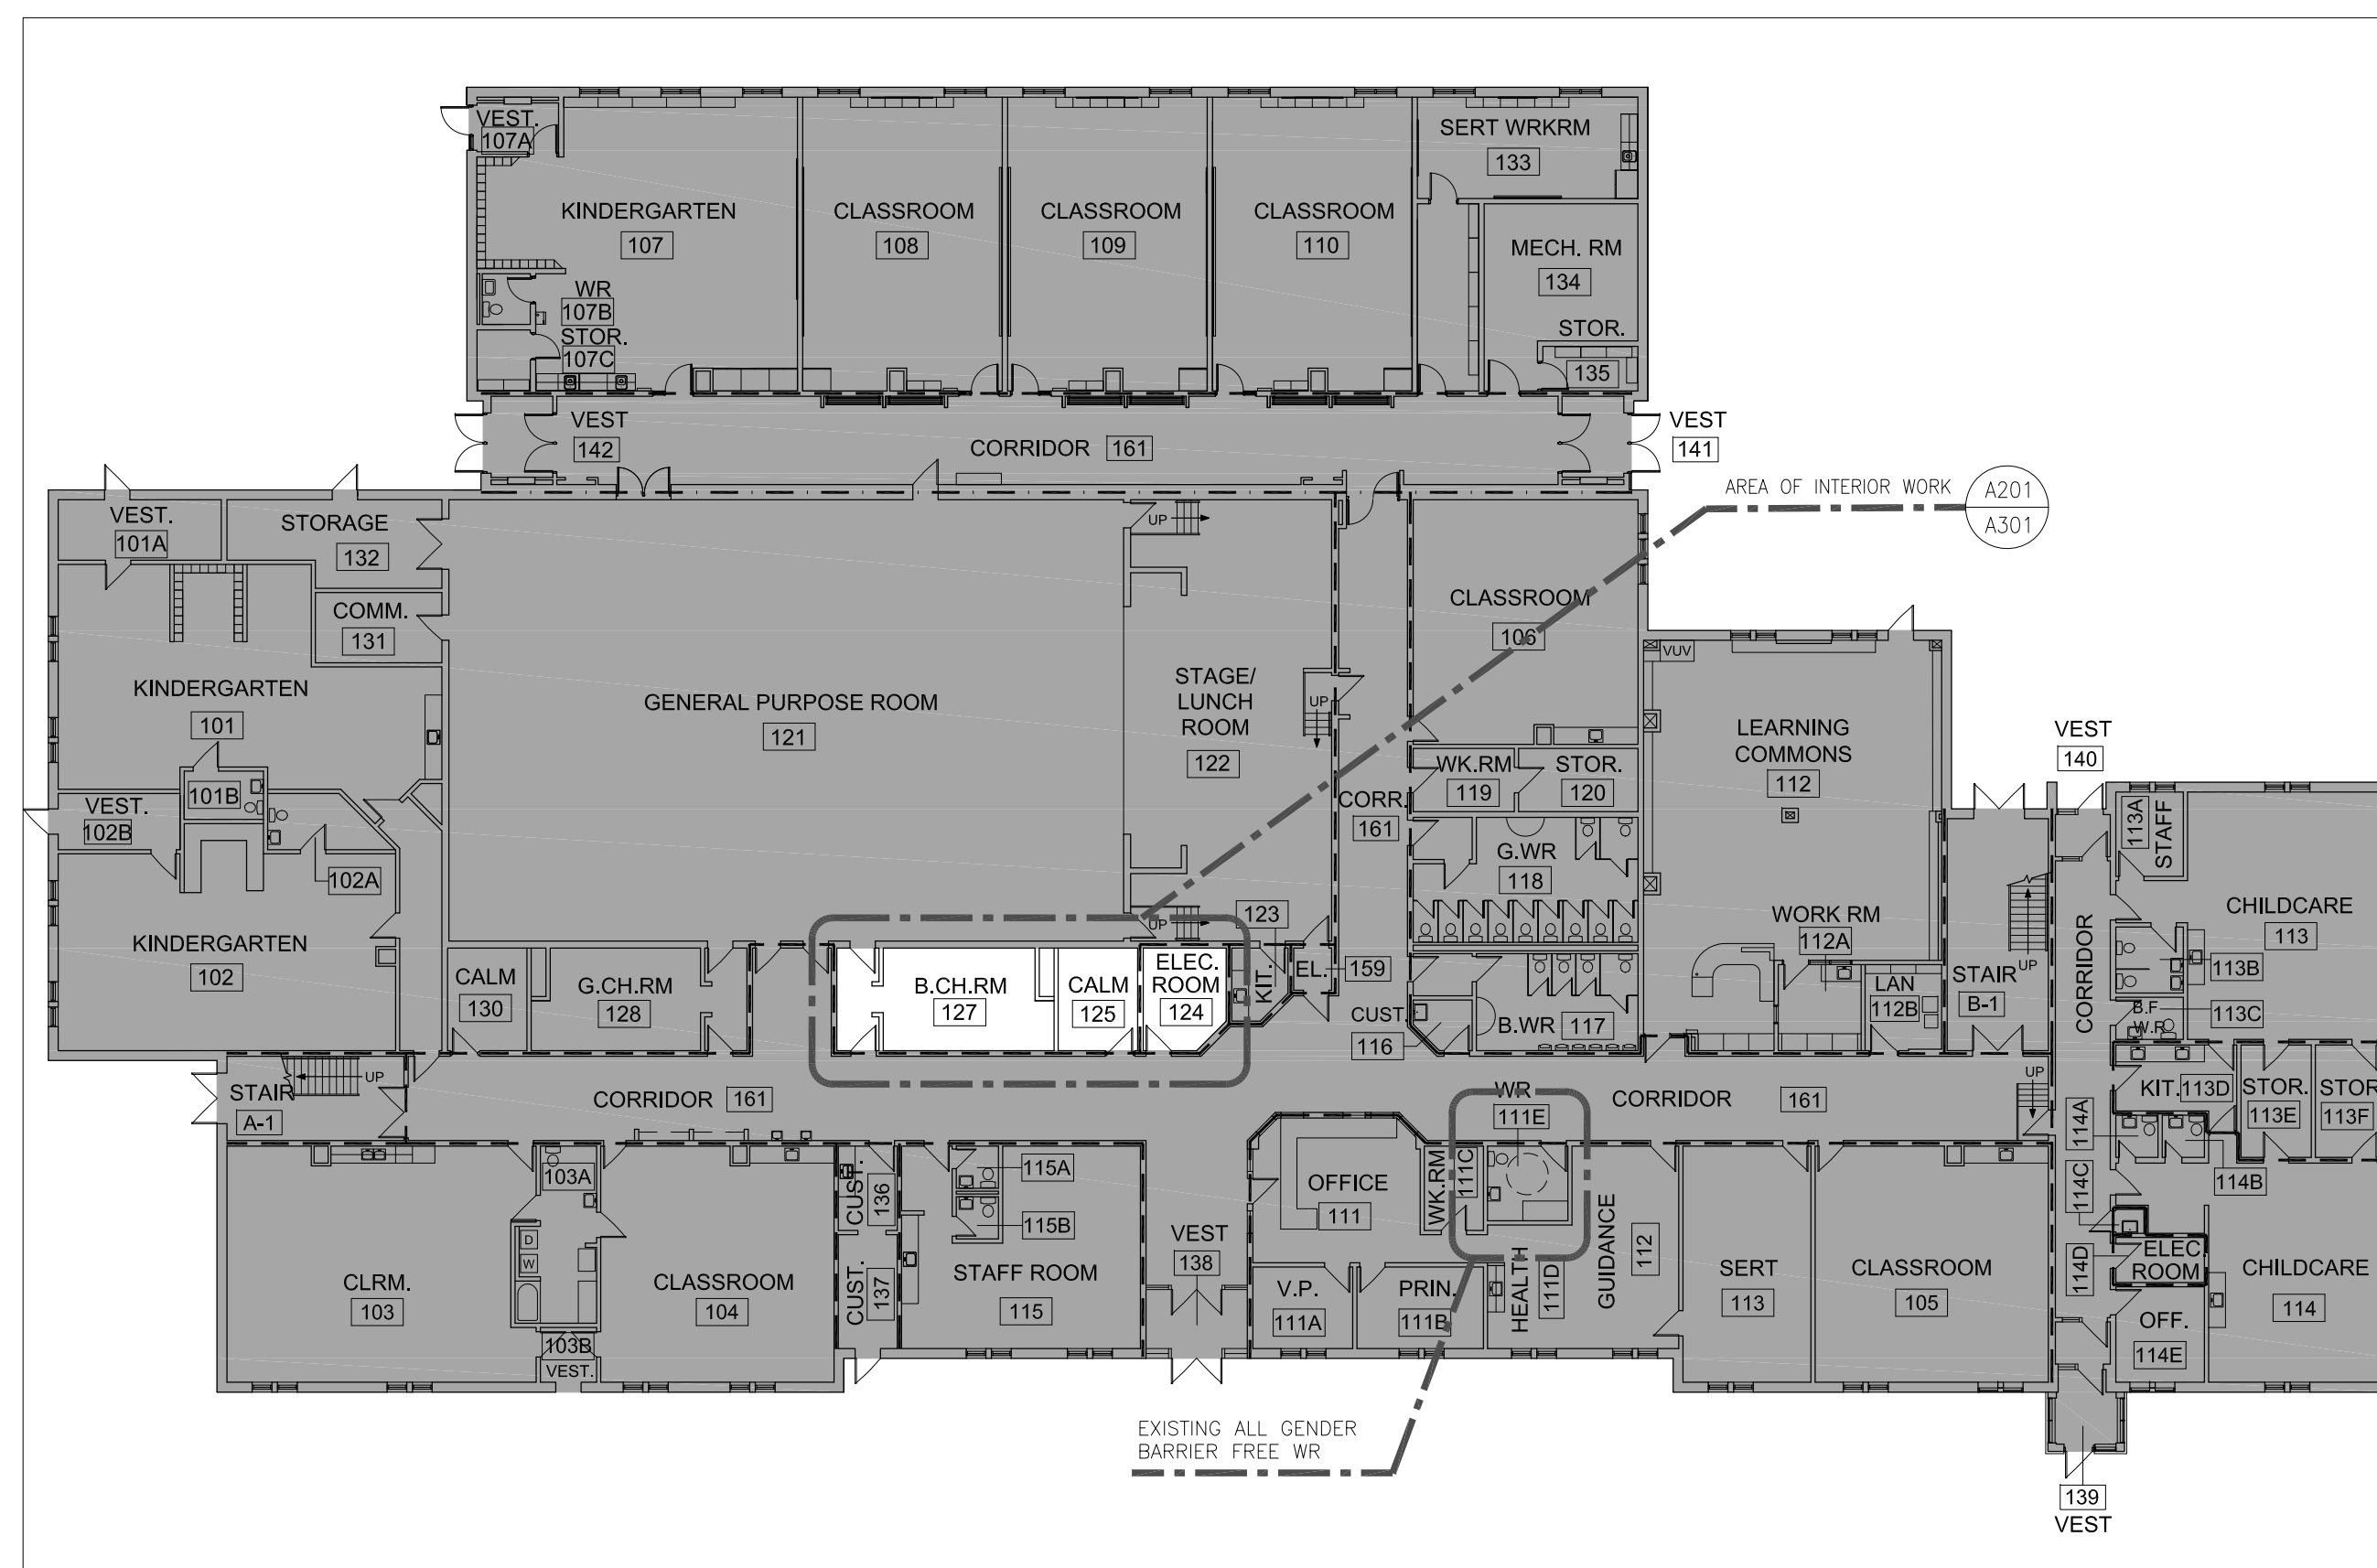 VEST.
107A
KINDERGARTEN
107
WR
107B
STOR.
107C
CLASSROOM
108
CLASSROOM
109
CLASSROOM
110
SERT WRKRM
133
MECH. RM
134
STOR.
135
VEST
142
CORRIDOR 161
VEST
141
AREA OF INTERIOR WORK
A201
A301
VEST.
101A
STORAGE
132
COMM.
131
KINDERGARTEN
101
101B
VEST.
102B
102A
KINDERGARTEN
102
GENERAL PURPOSE ROOM
121
UP
STAGE/
LUNCH
ROOM
122
UP
UP
CLASSROOM
106
WK.RM
119
STOR.
120
CORR.
161
G.WR
118
VUV
LEARNING
COMMONS
112
WORK RM
112A
LAN
112B
VEST
140
STAIR
B-1
UP
CORRIDOR
113A
STAFF
CHILDCARE
113
113B
B.F
W.R
113C
CALM
130
G.CH.RM
128
B.CH.RM
127
CALM
125
ELEC.
ROOM
124
123
KIT.
EL.
159
CUST.
116
B.WR 117
STAIR
A-1
UP
CORRIDOR 161
WR
111E
CORRIDOR 161
UP
KIT. 113D
STOR.
113E
STOR
113F
114A
114B
114C
114D
ELEC.
ROOM
OFF.
114E
CHILDCARE
114
CLRM.
103
103A
D
W
103B
VEST.
CLASSROOM
104
CUST.
136
CUST.
137
115A
115B
STAFF ROOM
115
VEST
138
OFFICE
111
WK.RM
111C
V.P.
111A
PRIN.
111B
HEALTH
111D
GUIDANCE
112
SERT
113
CLASSROOM
105
EXISTING ALL GENDER
BARRIER FREE WR
139
VEST